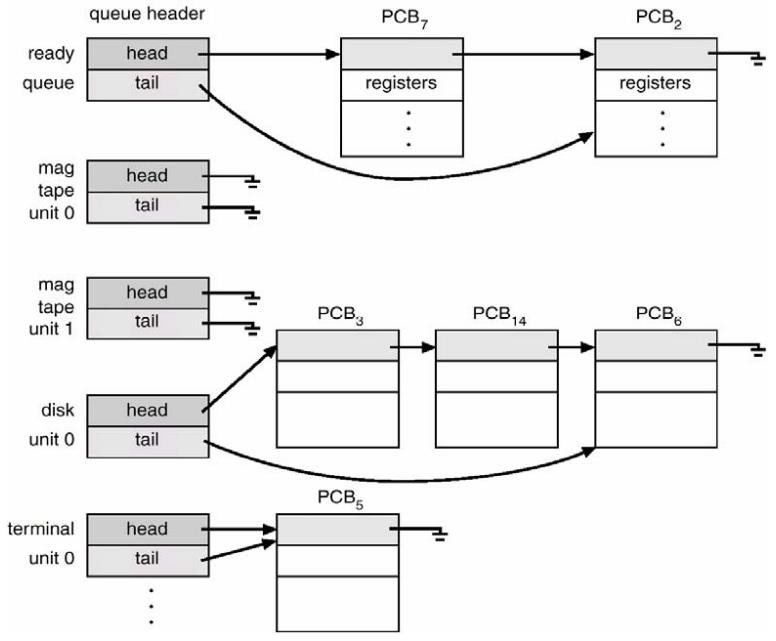 queue header
PCB₇
PCB₂
ready
queue
head
tail
registers
registers
mag
tape
unit 0
head
tail
mag
tape
unit 1
head
tail
PCB₃
PCB₁₄
PCB₆
disk
unit 0
head
tail
PCB₅
terminal
unit 0
head
tail